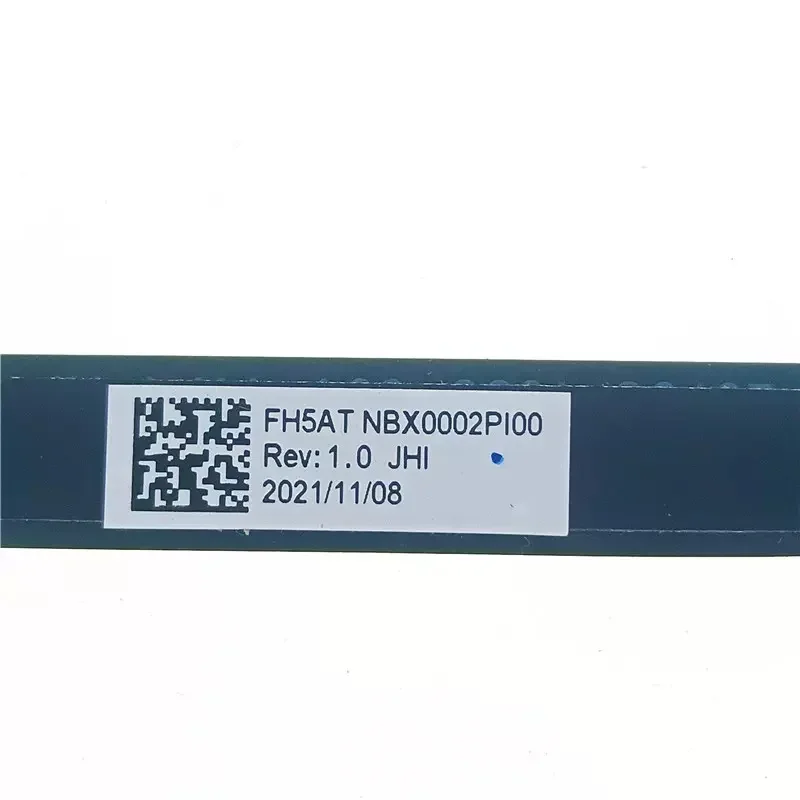 FH5AT NBX0002PI00
Rev: 1.0 JHI
2021/11/08